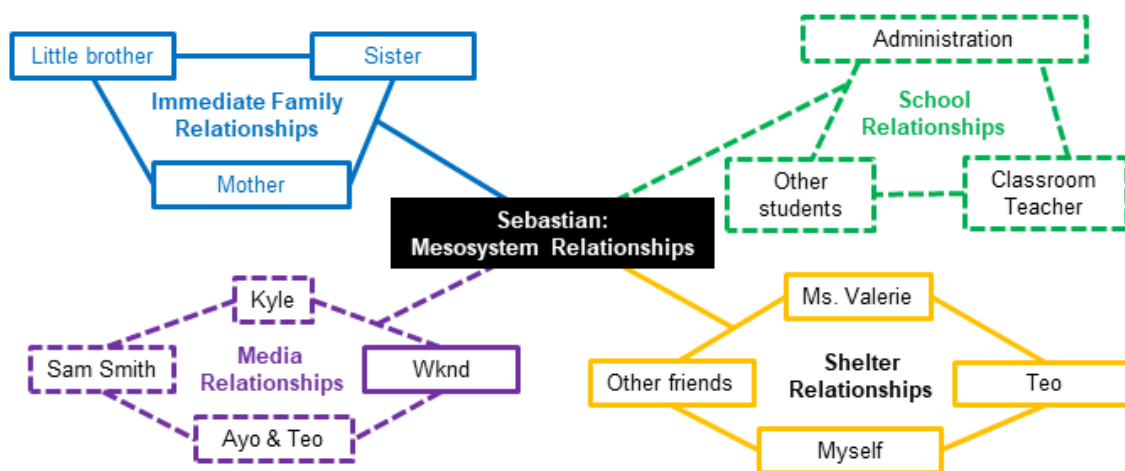 Little brother
Sister
Immediate Family
Relationships
Mother
Administration
School
Relationships
Other
students
Classroom
Teacher
Sebastian:
Mesosystem Relationships
Kyle
Sam Smith
Media
Relationships
Wknd
Ayo & Teo
Ms. Valerie
Other friends
Shelter
Relationships
Teo
Myself